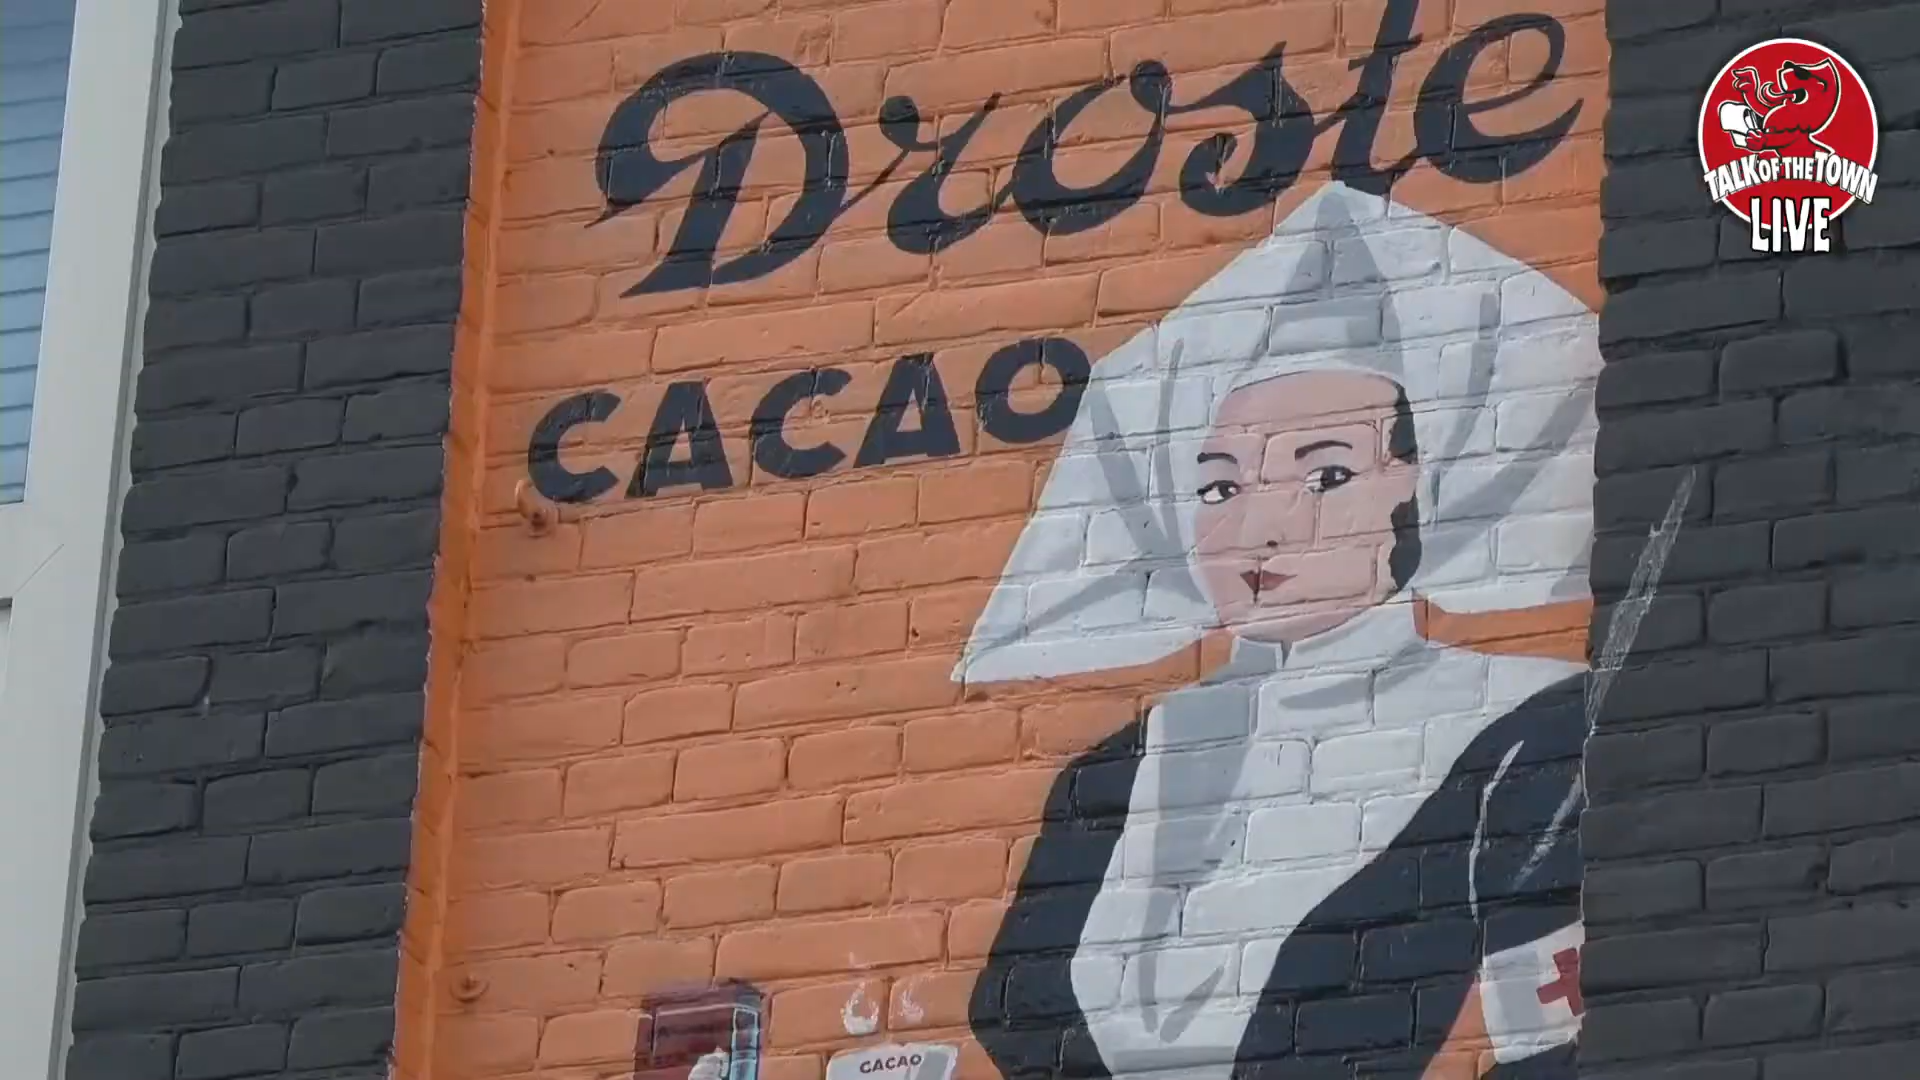 Droste
CACAO
CACAO
TALK OF THE TOWN
LIVE